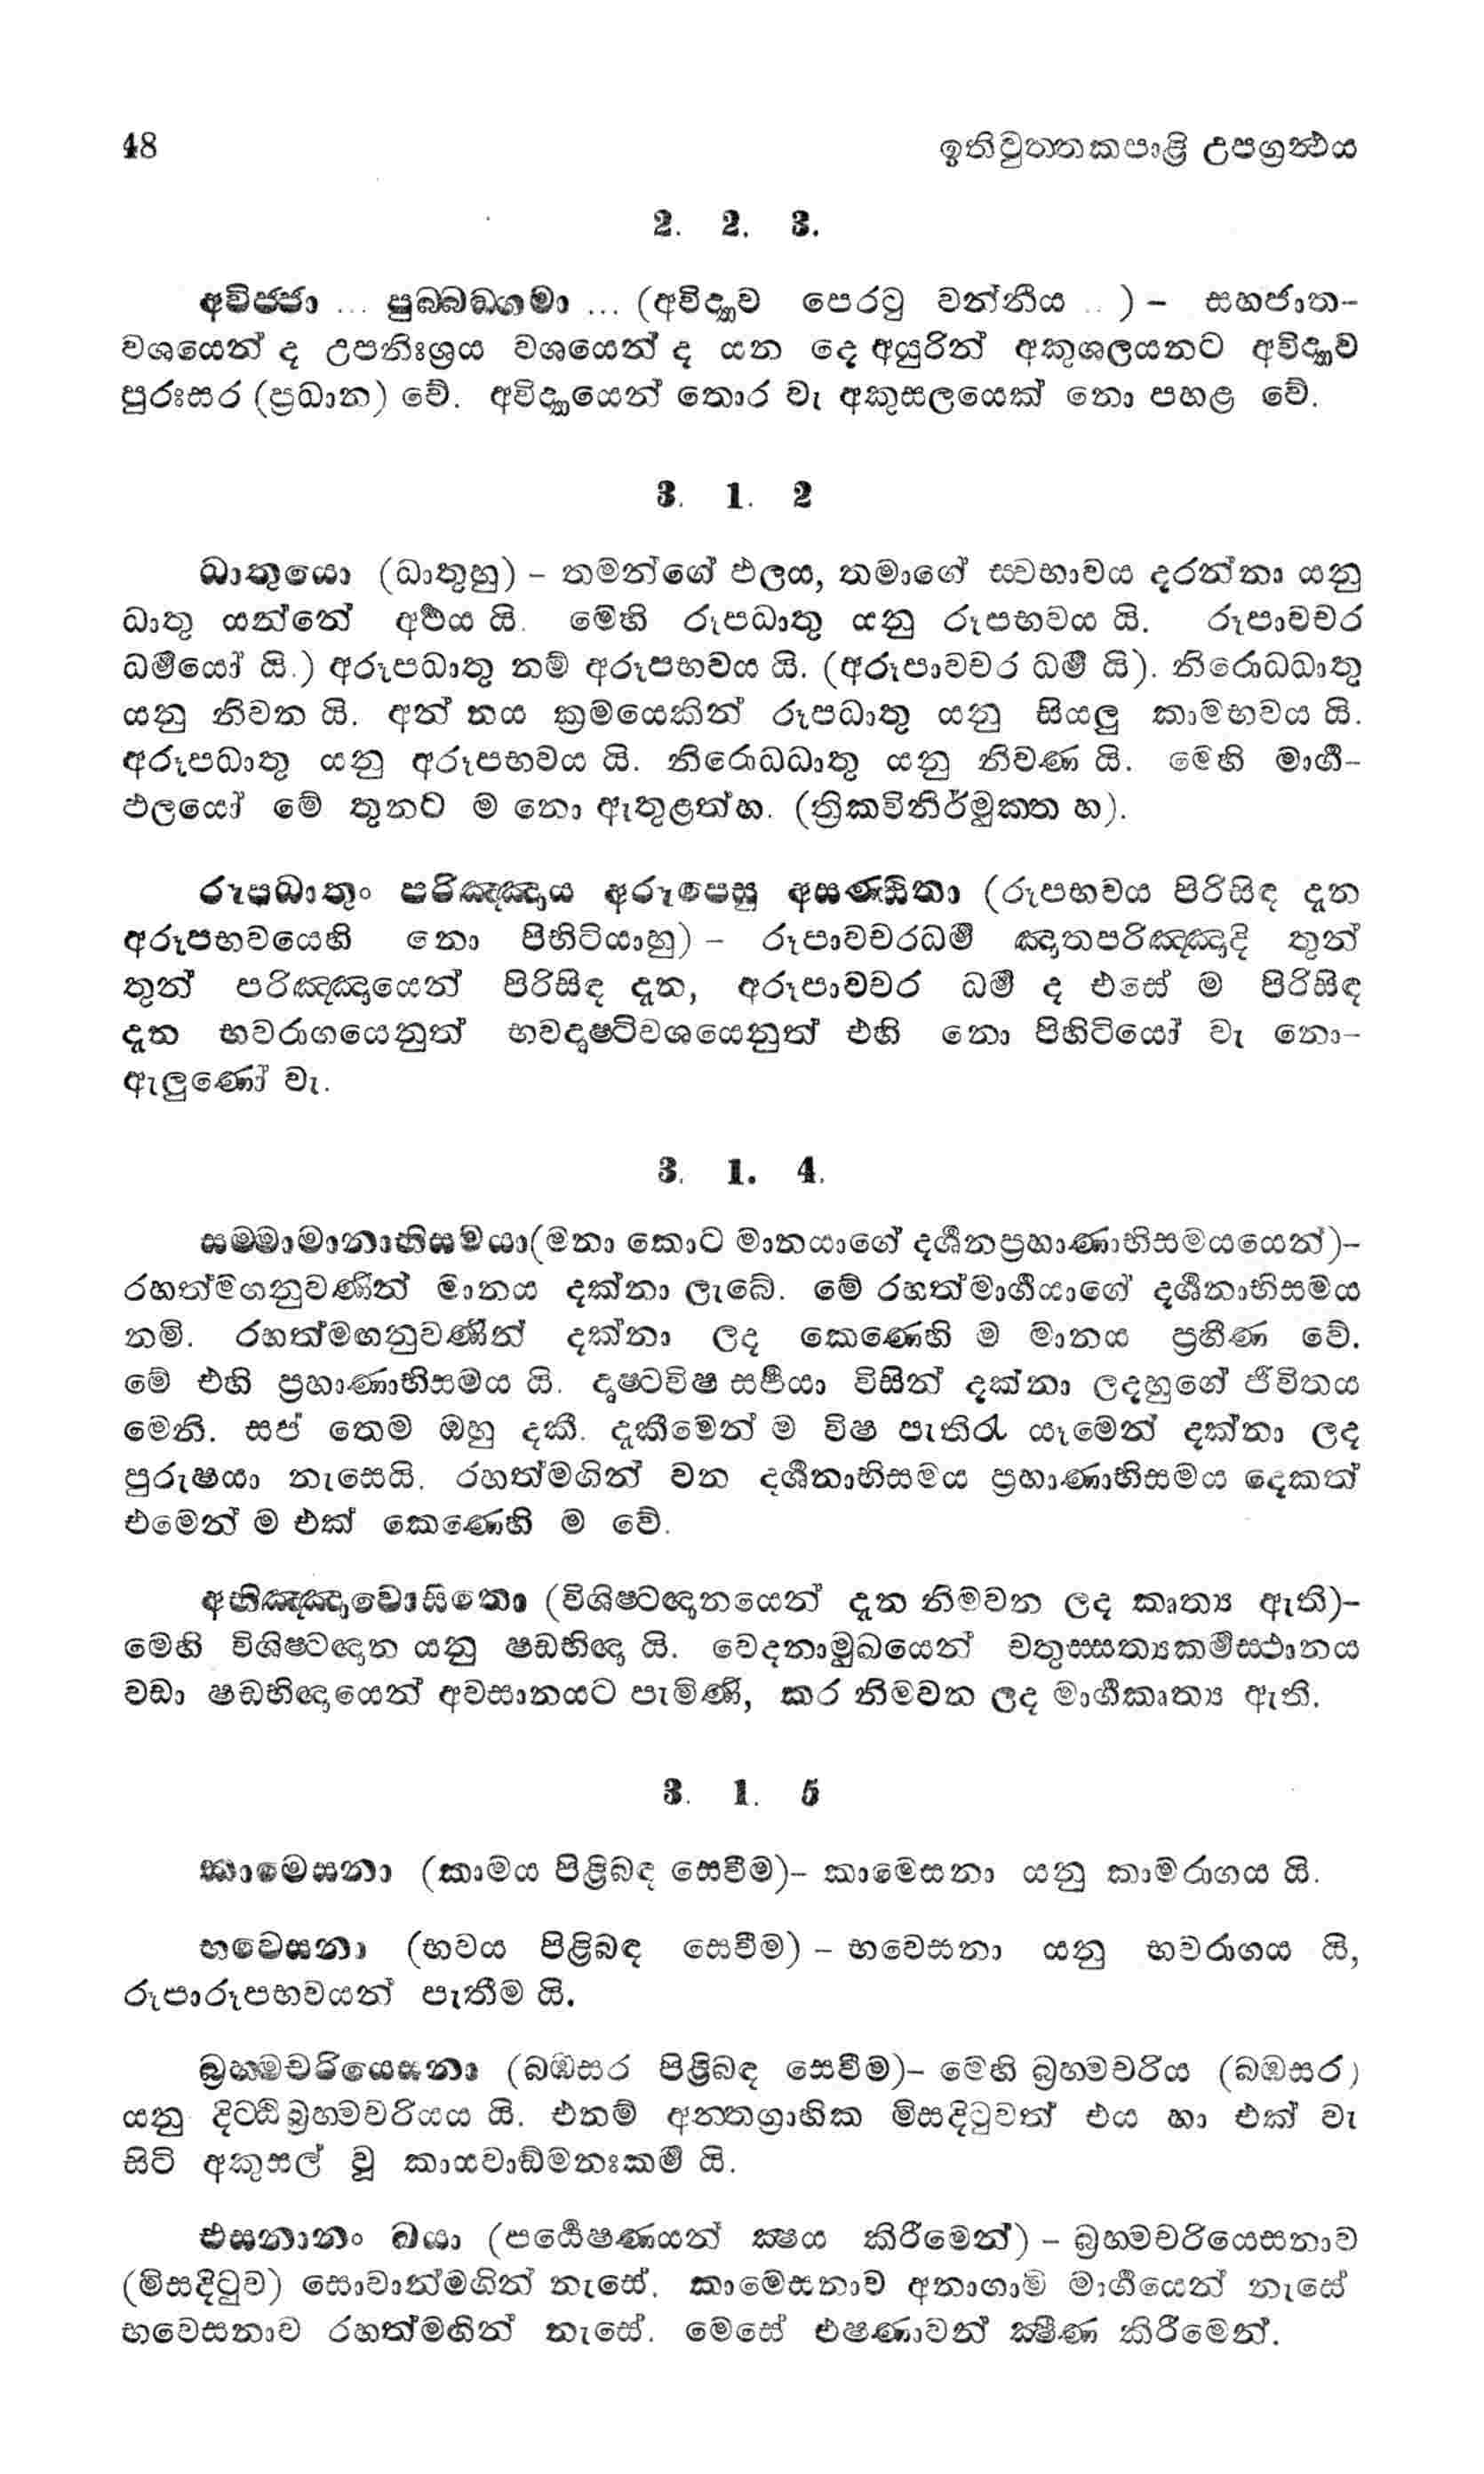 48 ඉතිවුත්තකපාළි උපග්‍රන්ථය
2. 2. 3.
අවිජ්ජා ... පුබ්බඞ්ගමා ... (අවිද්‍යාව පෙරටු වන්නීය .. ) – සහජාත-
වශයෙන් ද උපනිඃශ්‍රය වශයෙන් ද යන දෙ අයුරින් අකුශලයනට අවිද්‍යාව
පුරඃසර (ප්‍රධාන) වේ. අවිද්‍යායෙන් තොර වැ අකුසලයෙක් නො පහළ වේ.
3. 1. 2
ධාතුයො (ධාතුහු) – තමන්ගේ ඵලය, තමාගේ ස්වභාවය දරන්නා යනු
ධාතු යන්නේ අර්ථය යි. මෙහි රූපධාතු යනු රූපභවය යි. රූපාවචර
ධර්මයෝ යි.) අරූපධාතු නම් අරූපභවය යි. (අරූපාවචර ධර්ම යි). නිරොධධාතු
යනු නිවන යි. අන් නය ක්‍රමයෙකින් රූපධාතු යනු සියලු කාමභවය යි.
අරූපධාතු යනු අරූපභවය යි. නිරොධධාතු යනු නිවණ යි. මෙහි මාර්ග-
ඵලයෝ මේ තුනට ම නො ඇතුළත්හ. (ත්‍රිකවිනිර්මුක්ත හ).
රූපධාතුං පරිඤ්ඤාය අරූපෙසු අසණ්ඨිතා (රූපභවය පිරිසිඳ දැන
අරූපභවයෙහි නො පිහිටියාහු) – රූපාවචරධර්ම ඤාතපරිඤ්ඤාදි තුන්
තුන් පරිඤ්ඤායෙන් පිරිසිඳ දැන, අරූපාවචර ධර්ම ද එසේ ම පිරිසිඳ
දැන භවරාගයෙනුත් භවදෘෂ්ටිවශයෙනුත් එහි නො පිහිටියෝ වැ නො-
ඇලුණෝ වැ.
3. 1. 4.
සම්මාමානාභිසමයා(මනා කොට මානයාගේ දර්ශනප්‍රහාණාභිසමයයෙන්)–
රහත්මගනුවණින් මානය දක්නා ලැබේ. මේ රහත්මාර්ගයාගේ දර්ශනාභිසමය
නමි. රහත්මඟනුවණින් දක්නා ලද කෙණෙහි ම මානය ප්‍රහීණ වේ.
මේ එහි ප්‍රහාණාභිසමය යි. දෘෂ්ටවිෂ සර්පයා විසින් දක්නා ලදහුගේ ජීවිතය
මෙනි. සප් තෙම ඔහු දකී. දැකීමෙන් ම විෂ පැතිර යෑමෙන් දක්නා ලද
පුරුෂයා නැසෙයි. රහත්මගින් වන දර්ශනාභිසමය ප්‍රහාණාභිසමය දෙකත්
එමෙන් ම එක් කෙණෙහි ම වේ.
අභිඤ්ඤාවොසිතො (විශිෂ්ටඥානයෙන් දැන නිමවන ලද කෘත්‍ය ඇති)–
මෙහි විශිෂ්ටඥාන යනු ෂඩභිඥා යි. වෙදනාමුඛයෙන් චතුස්සත්‍යකර්මස්ථානය
වඩා ෂඩභිඥායෙන් අවසානයට පැමිණි, කර නිමවන ලද මාර්ගකෘත්‍ය ඇති.
3. 1. 5
කාමෙසනා (කාමය පිළිබඳ සෙවීම)– කාමෙසනා යනු කාමරාගය යි.
භවෙසනා (භවය පිළිබඳ සෙවීම) – භවෙසනා යනු භවරාගය යි,
රූපාරූපභවයන් පැතීම යි.
බ්‍රහ්මචරියෙසනා (බඹසර පිළිබඳ සෙවීම)– මෙහි බ්‍රහ්මචරිය (බඹසර)
යනු දිට්ඨිබ්‍රහ්මචරියය යි. එනම් අන්තග්‍රාහික මිසදිටුවත් එය හා එක් වැ
සිටි අකුසල් වූ කායවාඞ්මනඃකර්ම යි.
එසනානං ඛයා (පර්යේෂණයන් ක්ෂය කිරීමෙන්) – බ්‍රහ්මචරියෙසනාව
(මිසදිටුව) සොවාන්මගින් නැසේ. කාමෙසනාව අනාගාමි මාර්ගයෙන් නැසේ
භවෙසනාව රහත්මඟින් නැසේ. මෙසේ එෂණාවන් ක්ෂීණ කිරීමෙන්.